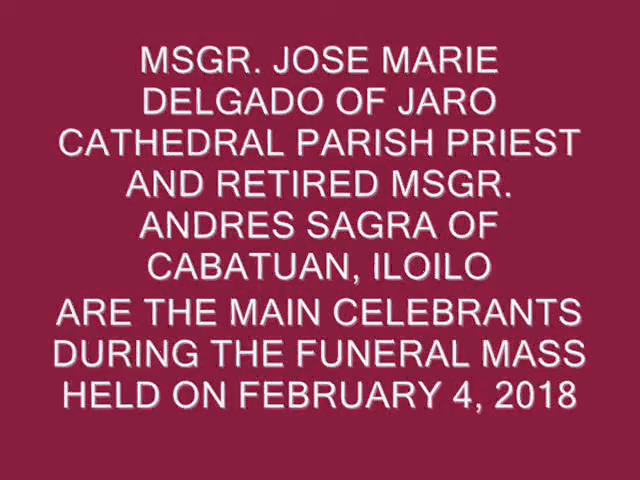 MSGR. JOSE MARIE
DELGADO OF JARO
CATHEDRAL PARISH PRIEST
AND RETIRED MSGR.
ANDRES SAGRA OF
CABATUAN, ILOILO
ARE THE MAIN CELEBRANTS
DURING THE FUNERAL MASS
HELD ON FEBRUARY 4, 2018